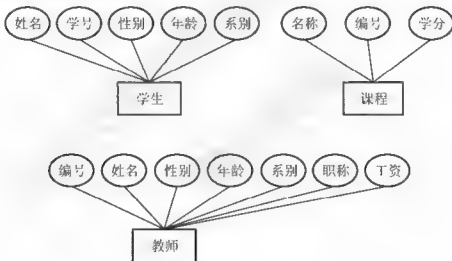 姓名 学号 性别 年龄 系别 名称 编号 学分
学生 课程
编号 姓名 性别 年龄 系别 职称 工资
教师